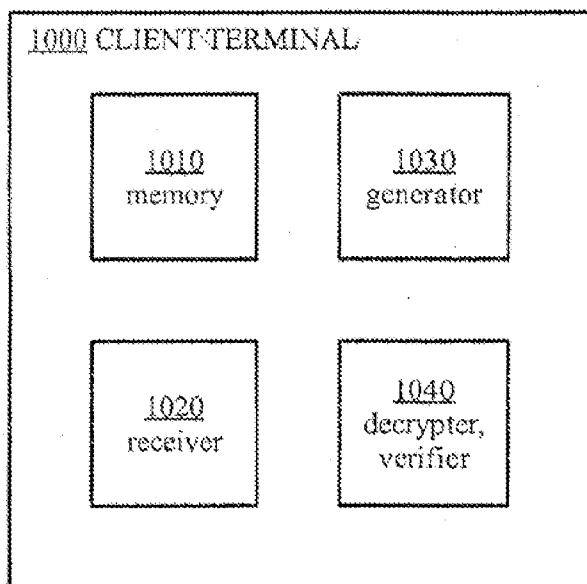 1000 CLIENT TERMINAL
1010
memory
1030
generator
1020
receiver
1040
decrypter,
verifier